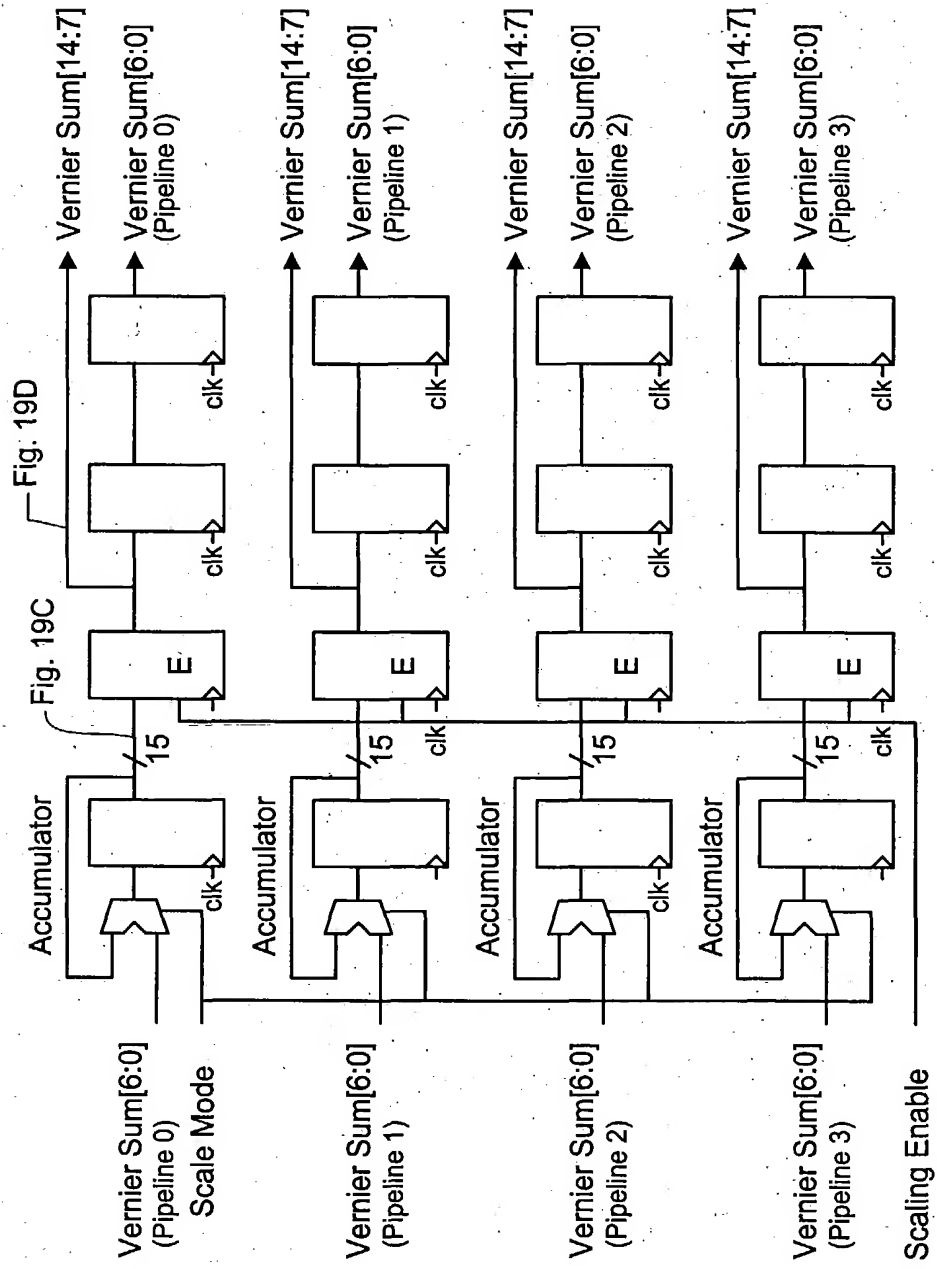 Fig. 19D
Fig. 19C
Accumulator
15
E
clk
clk
clk
clk
Vernier Sum[6:0]
(Pipeline 0)
Scale Mode
Vernier Sum[14:7]
Vernier Sum[6:0]
(Pipeline 0)
Accumulator
15
E
clk
clk
clk
Vernier Sum[6:0]
(Pipeline 1)
Vernier Sum[14:7]
Vernier Sum[6:0]
(Pipeline 1)
Accumulator
15
E
clk
clk
clk
clk
Vernier Sum[6:0]
(Pipeline 2)
Vernier Sum[14:7]
Vernier Sum[6:0]
(Pipeline 2)
Accumulator
15
E
clk
clk
clk
Vernier Sum[6:0]
(Pipeline 3)
Vernier Sum[14:7]
Vernier Sum[6:0]
(Pipeline 3)
Scaling Enable